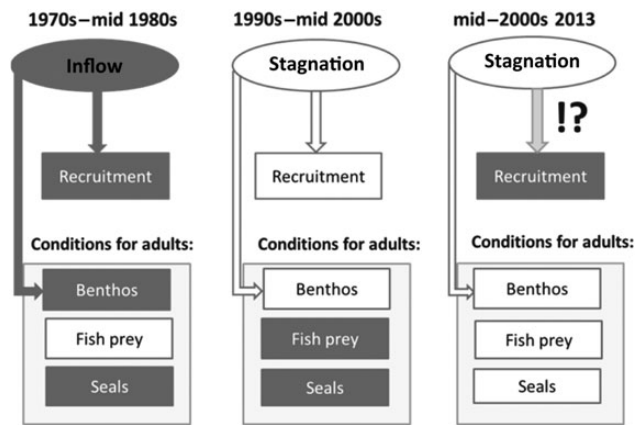 1970s–mid 1980s
Inflow
Recruitment
Conditions for adults:
Benthos
Fish prey
Seals
1990s–mid 2000s
Stagnation
Recruitment
Conditions for adults:
Benthos
Fish prey
Seals
mid–2000s 2013
Stagnation
!?
Recruitment
Conditions for adults:
Benthos
Fish prey
Seals